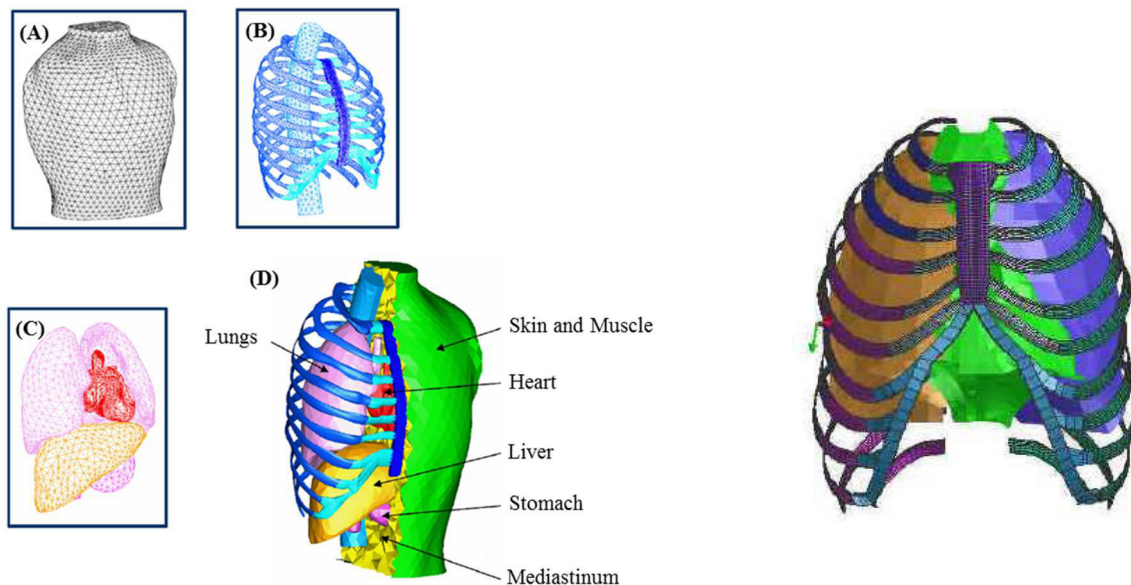 (A)
(B)
(C)
(D)
Lungs
Skin and Muscle
Heart
Liver
Stomach
Mediastinum